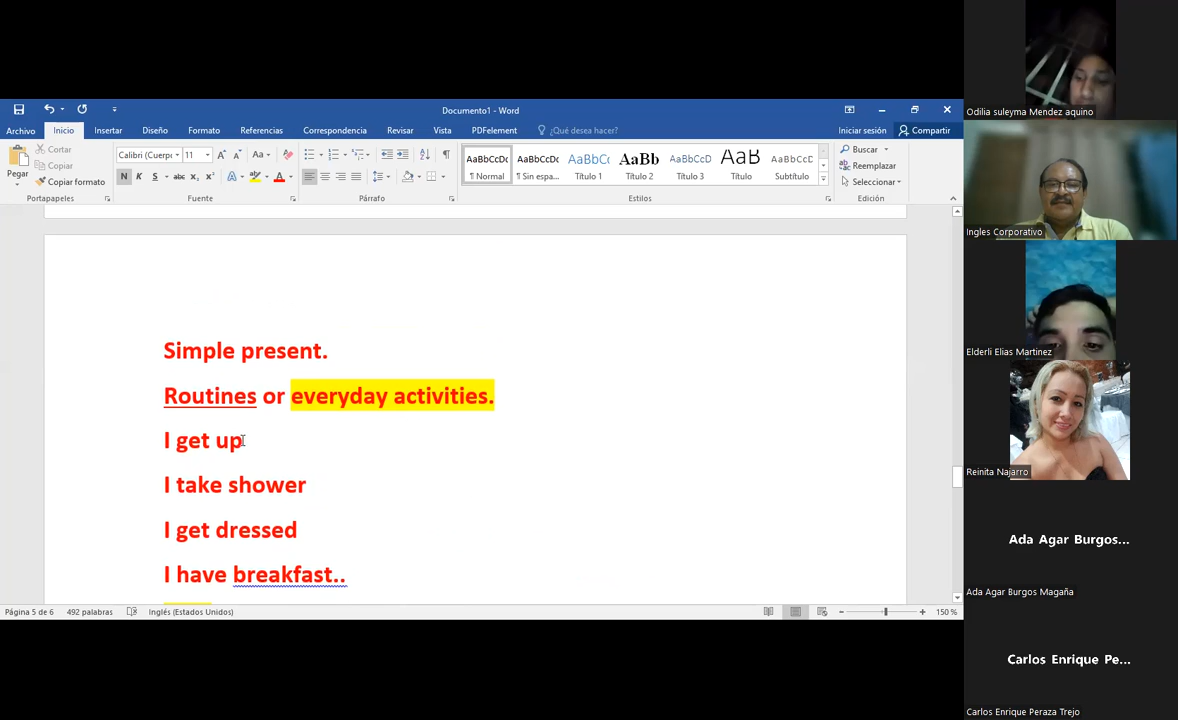 Documento1 - Word
Archivo Inicio Insertar Diseño Formato Referencias Correspondencia Revisar Vista PDFelement ¿Qué desea hacer? Iniciar sesión Compartir
Pegar
Cortar
Copiar
Copiar formato
Portapapeles
Calibri (Cuerpo 11
Fuente
Párrafo
AaBbCcDc
¶ Normal
AaBbCcDc
¶ Sin espa...
AaBbCc
Título 1
AaBb
Título 2
AaBbCcD
Título 3
AaB
Título
AaBbCcD
Subtítulo
Estilos
Buscar
Reemplazar
Seleccionar
Edición
Simple present.
Routines or everyday activities.
I get up
I take shower
I get dressed
I have breakfast..
Página 5 de 6 492 palabras Inglés (Estados Unidos) 150 %
Odilia suleyma Mendez aquino
Ingles Corporativo
Elderli Elias Martinez
Reinita Najarro
Ada Agar Burgos...
Ada Agar Burgos Magaña
Carlos Enrique Pe...
Carlos Enrique Peraza Trejo